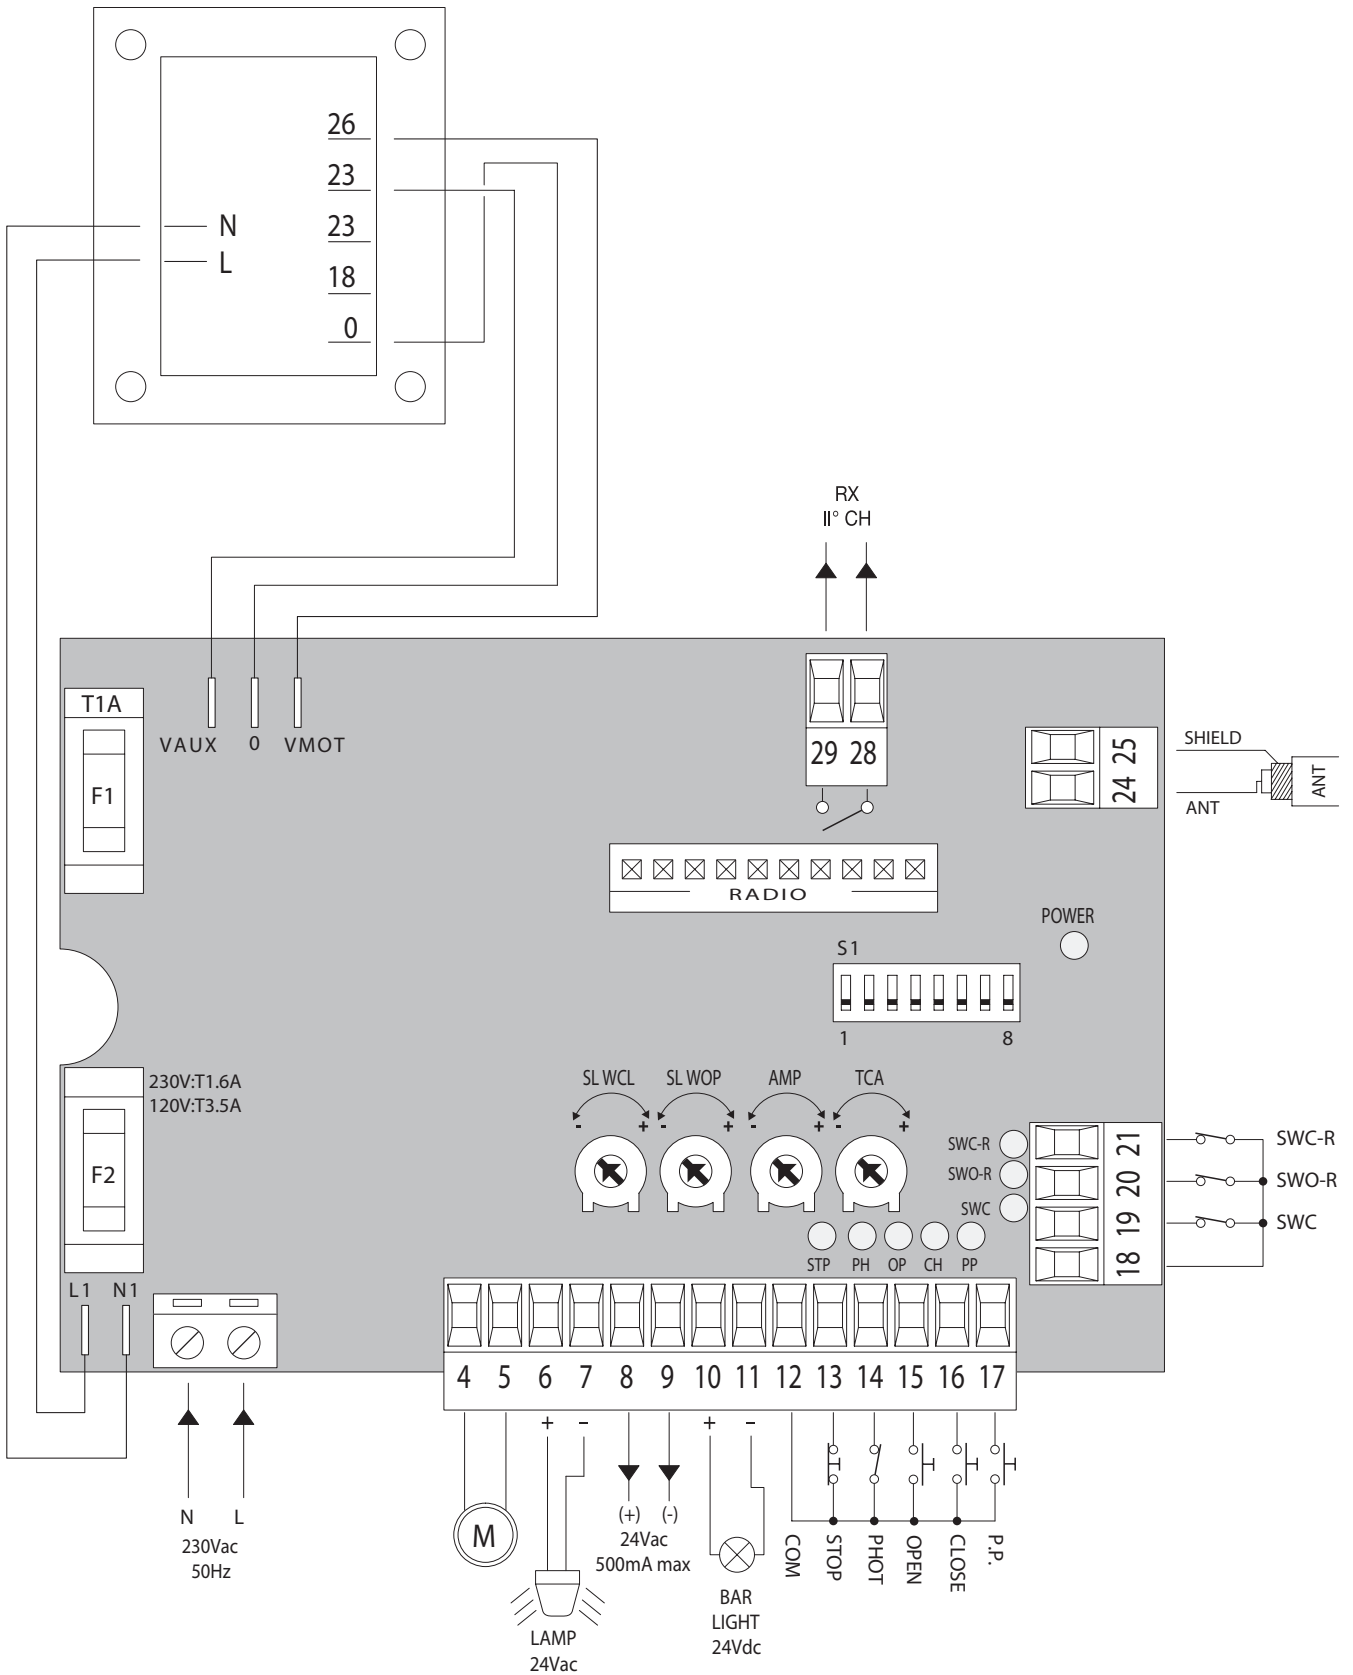 26
23
N
23
L
18
0
RX
II° CH
T1A
F1
VAUX 0 VMOT
29 28
25
24
SHIELD
ANT
ANT
RADIO
POWER
S1
1 8
230V:T1.6A
120V:T3.5A
F2
SL WCL SL WOP AMP TCA
- + - + - + - +
SWC-R
SWO-R
SWC
21
20
19
18
SWC-R
SWO-R
SWC
STP PH OP CH PP
L1 N1
4 5 6 7 8 9 10 11 12 13 14 15 16 17
+ − + −
N L
230Vac
50Hz
M
LAMP
24Vac
(+) (-)
24Vac
500mA max
BAR
LIGHT
24Vdc
COM
STOP
PHOT
OPEN
CLOSE
P.P.